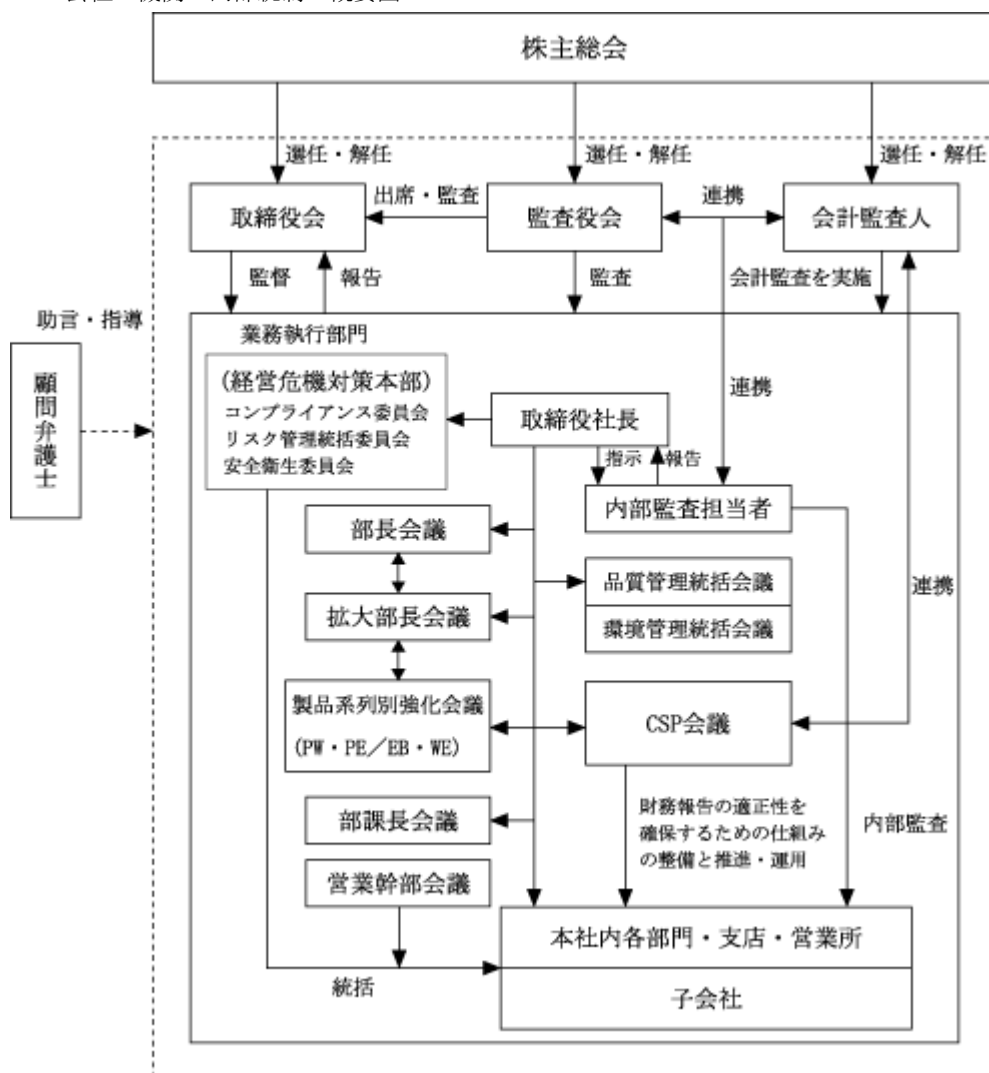 株主総会
選任・解任
選任・解任
選任・解任
取締役会
出席・監査
監査役会
連携
会計監査人
監督
報告
監査
会計監査を実施
助言・指導
顧問弁護士
業務執行部門
(経営危機対策本部)
コンプライアンス委員会
リスク管理統括委員会
安全衛生委員会
取締役社長
連携
指示
報告
内部監査担当者
部長会議
品質管理統括会議
連携
拡大部長会議
環境管理統括会議
製品系列別強化会議
(PW・PE/EB・WE)
CSP会議
部課長会議
財務報告の適正性を
確保するための仕組み
の整備と推進・運用
内部監査
営業幹部会議
本社内各部門・支店・営業所
統括
子会社